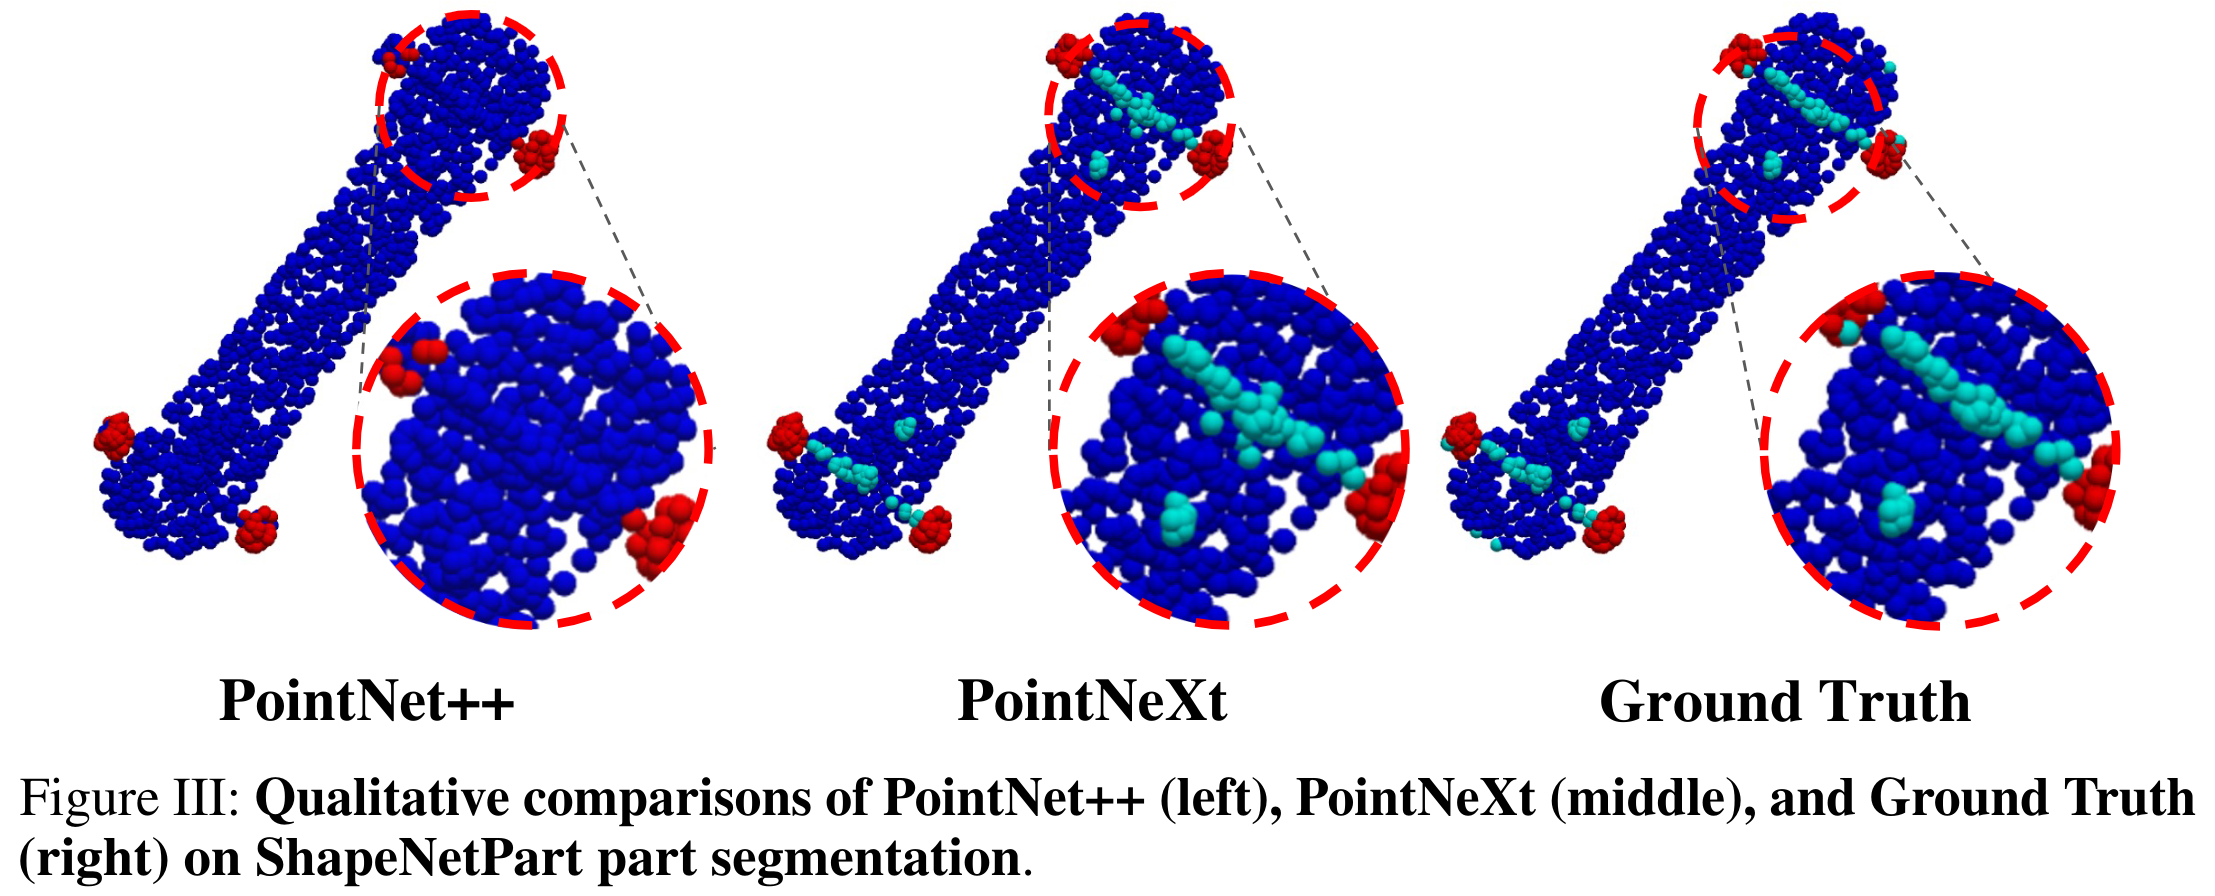 PointNet++
PointNeXt
Ground Truth
Figure III: Qualitative comparisons of PointNet++ (left), PointNeXt (middle), and Ground Truth
(right) on ShapeNetPart part segmentation.